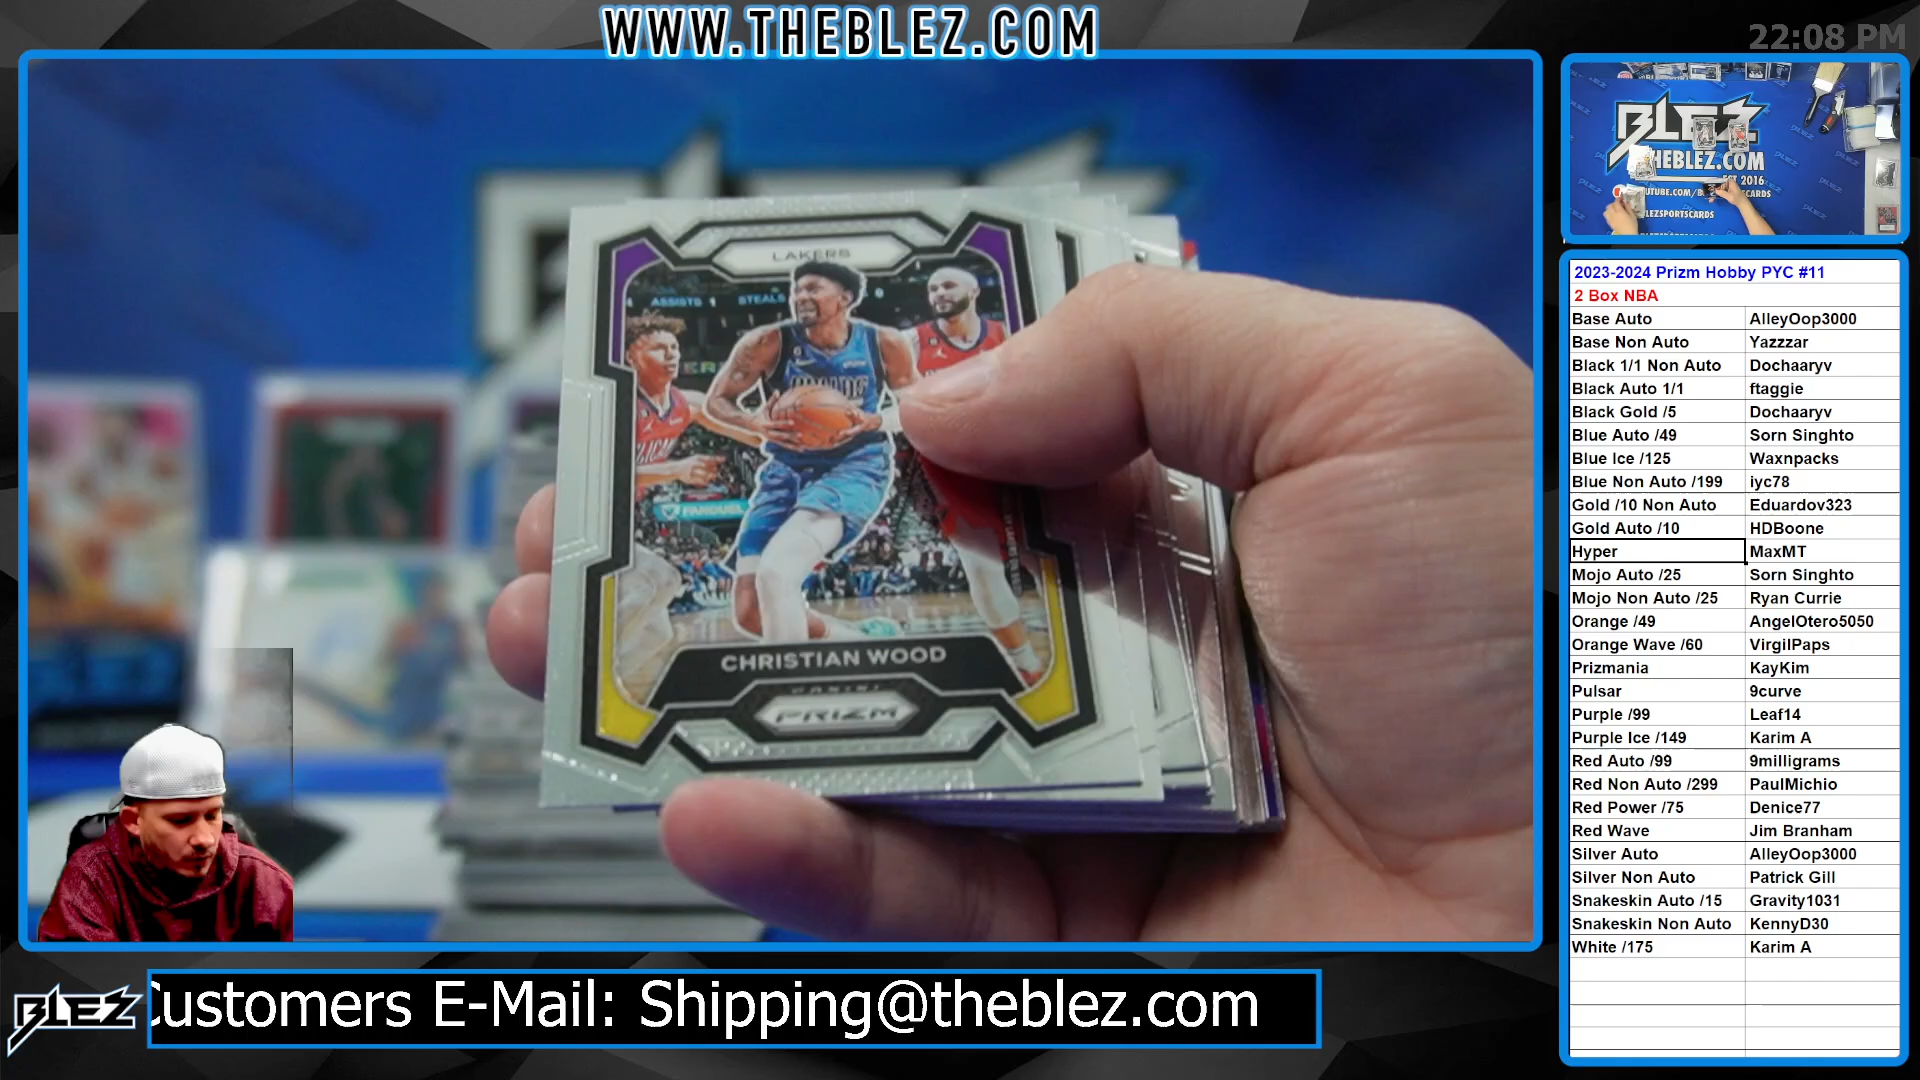 WWW.THEBLEZ.COM
22:08 PM
LAKERS
ASSISTS 1 STEALS 0
FANDUEL
CHRISTIAN WOOD
PANINI
PRIZM
BLEZ
THEBLEZ.COM
EST 2016
2023-2024 Prizm Hobby PYC #11
2 Box NBA
Base Auto AlleyOop3000
Base Non Auto Yazzzar
Black 1/1 Non Auto Dochaaryv
Black Auto 1/1 ftaggie
Black Gold /5 Dochaaryv
Blue Auto /49 Sorn Singhto
Blue Ice /125 Waxnpacks
Blue Non Auto /199 iyc78
Gold /10 Non Auto Eduardov323
Gold Auto /10 HDBoone
Hyper MaxMT
Mojo Auto /25 Sorn Singhto
Mojo Non Auto /25 Ryan Currie
Orange /49 AngelOtero5050
Orange Wave /60 VirgilPaps
Prizmania KayKim
Pulsar 9curve
Purple /99 Leaf14
Purple Ice /149 Karim A
Red Auto /99 9milligrams
Red Non Auto /299 PaulMichio
Red Power /75 Denice77
Red Wave Jim Branham
Silver Auto AlleyOop3000
Silver Non Auto Patrick Gill
Snakeskin Auto /15 Gravity1031
Snakeskin Non Auto KennyD30
White /175 Karim A
BLEZ
Customers E-Mail: Shipping@theblez.com